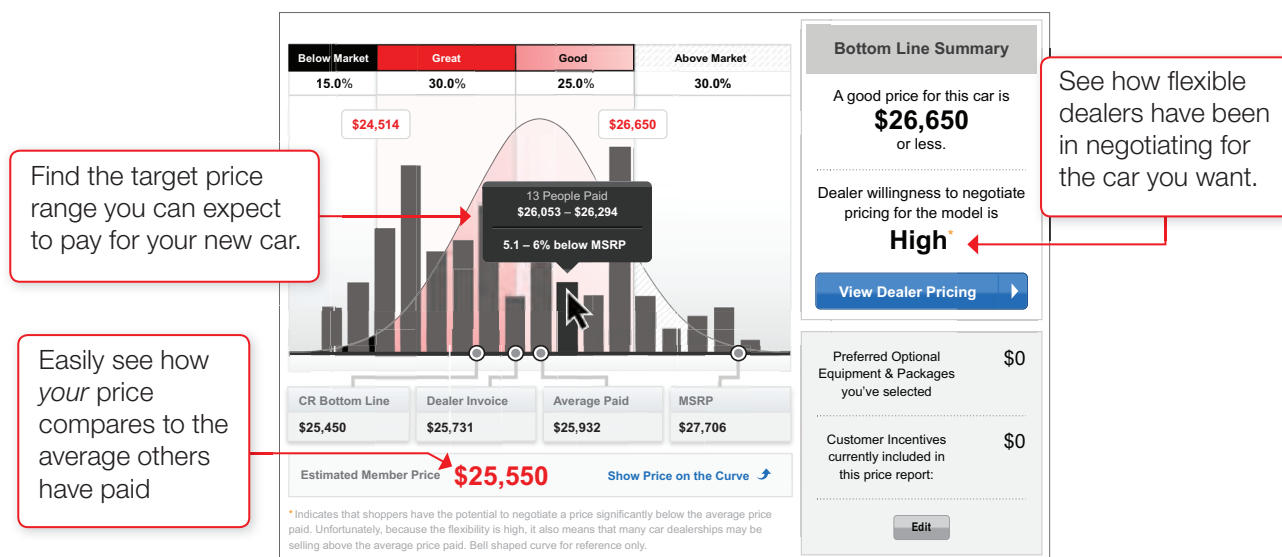 Below Market Great Good Above Market
15.0% 30.0% 25.0% 30.0%
$24,514
$26,650
13 People Paid
$26,053 – $26,294
5.1 – 6% below MSRP
Find the target price
range you can expect
to pay for your new car.
Easily see how
your price
compares to the
average others
have paid
CR Bottom Line Dealer Invoice Average Paid MSRP
$25,450 $25,731 $25,932 $27,706
Estimated Member Price $25,550 Show Price on the Curve
* Indicates that shoppers have the potential to negotiate a price significantly below the average price
paid. Unfortunately, because the flexibility is high, it also means that many car dealerships may be
selling above the average price paid. Bell shaped curve for reference only.
Bottom Line Summary
A good price for this car is
$26,650
or less.
Dealer willingness to negotiate
pricing for the model is
High*
View Dealer Pricing
Preferred Optional
Equipment & Packages
you've selected
$0
Customer Incentives
currently included in
this price report:
$0
Edit
See how flexible
dealers have been
in negotiating for
the car you want.